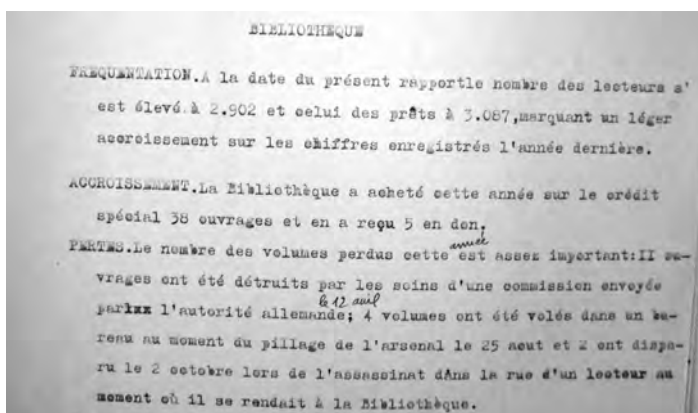 BIBLIOTHEQUE
FREQUENTATION.A la date du présent rapportle nombre des lecteurs s'
est élevé à 2.902 et celui des prêts à 3.087,marquant un léger
accroissement sur les chiffres enregistrés l'année dernière.
ACCROISSEMENT.La Bibliothèque a acheté cette année sur le crédit
spécial 38 ouvrages et en a reçu 5 en don.
année
PERTES.Le nombre des volumes perdus cette est assez important:II ou-
vrages ont été détruits par les soins d'une commission envoyée
le 12 avril
parlxx l'autorité allemande; 4 volumes ont été volés dans un bu-
reau au moment du pillage de l'arsenal le 25 aout et 2 ont dispa-
ru le 2 octobre lors de l'assassinat dAns la rue d'un lecteur au
moment où il se rendait à la Bibliothèque.